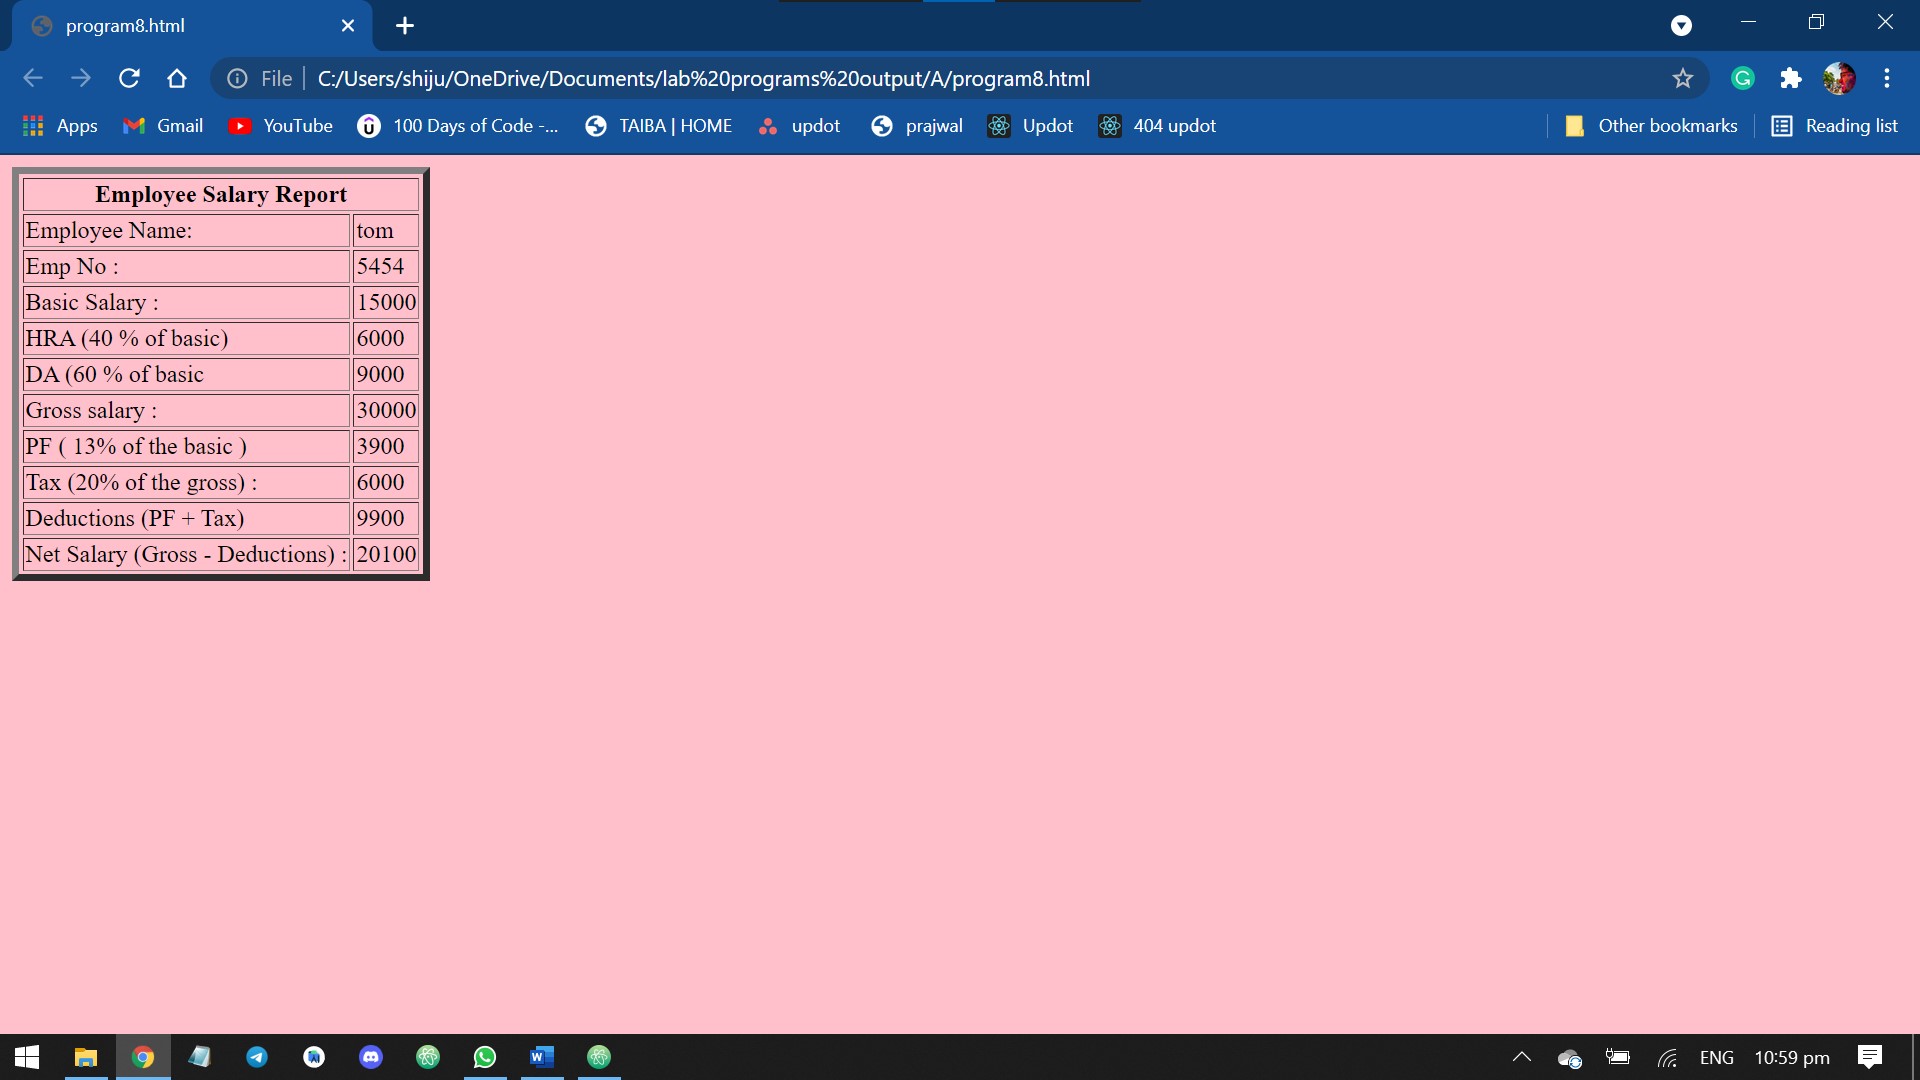 program8.html
File
C:/Users/shiju/OneDrive/Documents/lab%20programs%20output/A/program8.html
Apps Gmail YouTube 100 Days of Code -... TAIBA | HOME updot prajwal Updot 404 updot Other bookmarks Reading list
Employee Salary Report
Employee Name: tom
Emp No : 5454
Basic Salary : 15000
HRA (40 % of basic) 6000
DA (60 % of basic 9000
Gross salary : 30000
PF ( 13% of the basic ) 3900
Tax (20% of the gross) : 6000
Deductions (PF + Tax) 9900
Net Salary (Gross - Deductions) : 20100
ENG 10:59 pm